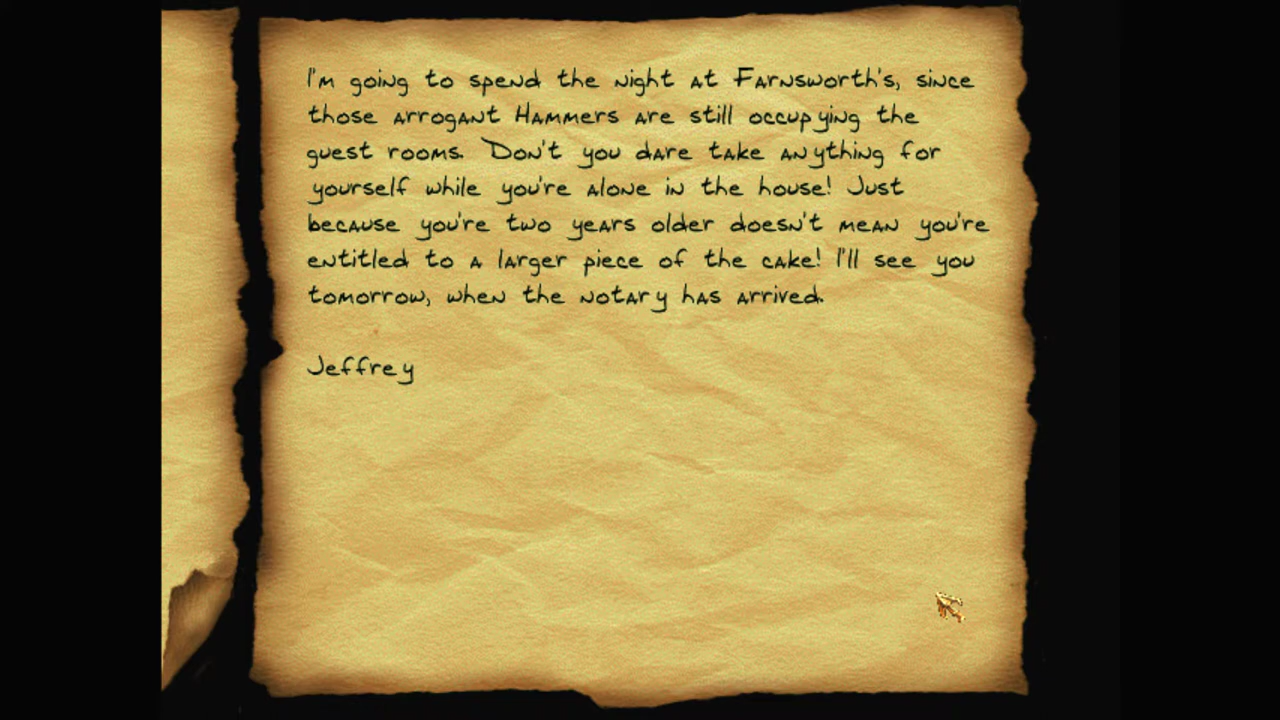 I'm going to spend the night at Farnsworth's, since
those arrogant Hammers are still occupying the
guest rooms. Don't you dare take anything for
yourself while you're alone in the house! Just
because you're two years older doesn't mean you're
entitled to a larger piece of the cake! I'll see you
tomorrow, when the notary has arrived.
Jeffrey